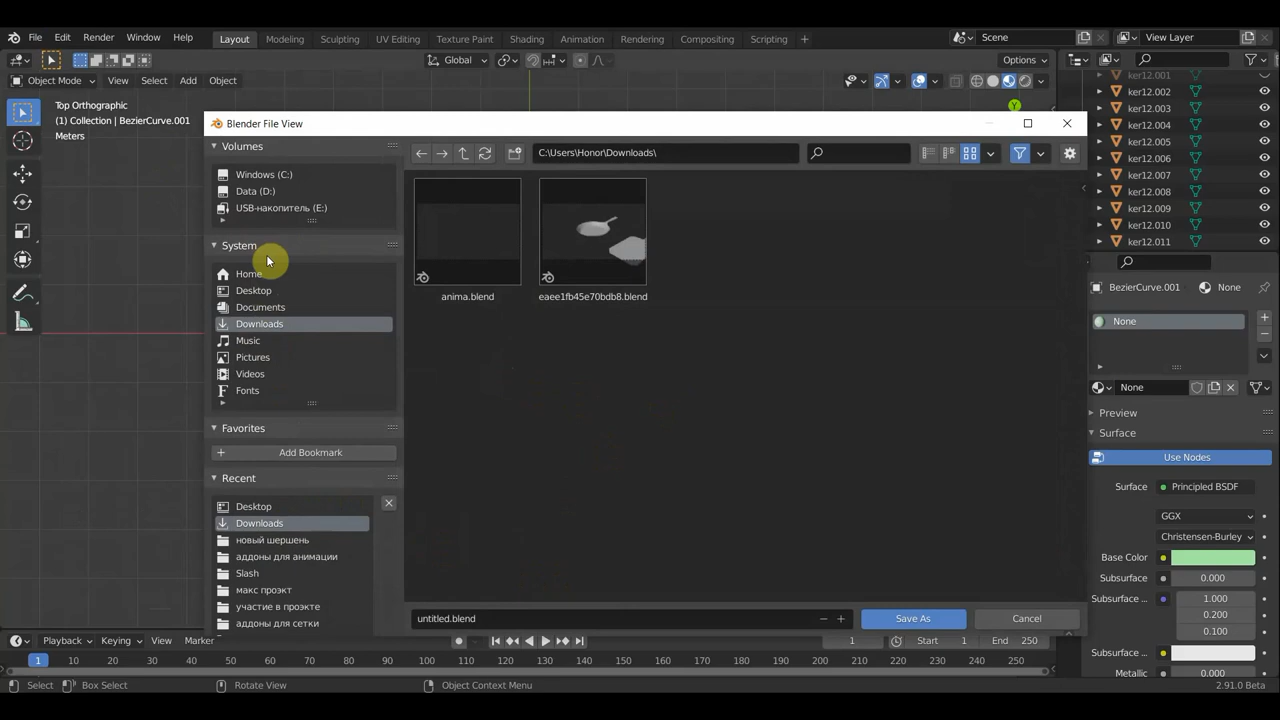 File Edit Render Window Help Layout Modeling Sculpting UV Editing Texture Paint Shading Animation Rendering Compositing Scripting + Scene View Layer
Global Options
Object Mode View Select Add Object
Top Orthographic
(1) Collection | BezierCurve.001
Meters
Blender File View
Volumes
Windows (C:)
Data (D:)
USB-накопитель (E:)
System
Home
Desktop
Documents
Downloads
Music
Pictures
Videos
Fonts
Favorites
Add Bookmark
Recent
Desktop
Downloads
новый шершень
аддоны для анимации
Slash
макс проэкт
участие в проэкте
аддоны для сетки
C:\Users\Honor\Downloads\
anima.blend
eaee1fb45e70bdb8.blend
untitled.blend
Save As
Cancel
ker12.001
ker12.002
ker12.003
ker12.004
ker12.005
ker12.006
ker12.007
ker12.008
ker12.009
ker12.010
ker12.011
BezierCurve.001 None
None
None
Preview
Surface
Use Nodes
Surface Principled BSDF
GGX
Christensen-Burley
Base Color
Subsurface 0.000
Subsurface ... 1.000
0.200
0.100
Subsurface ...
Metallic 0.000
Y
Playback Keying View Marker 1 Start 1 End 250
1 10 20 30 40 50 60 70 80 90 100 110 120 130 140 150 160 170 180 190 200 210 220 230 240 250
Select Box Select Rotate View Object Context Menu 2.91.0 Beta